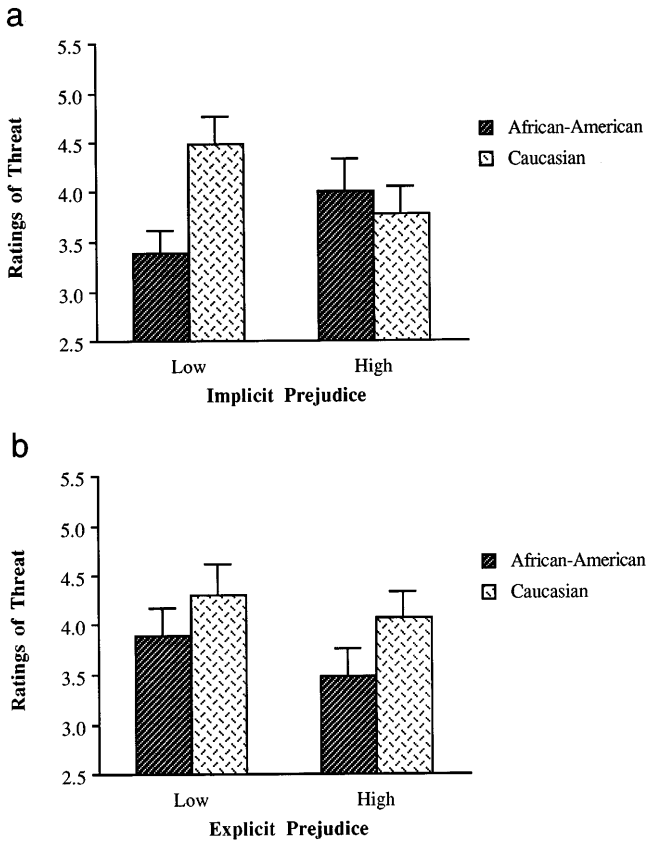 a
5.5
5.0
4.5
4.0
3.5
3.0
2.5
Ratings of Threat
African-American
Caucasian
Low High
Implicit Prejudice
b
5.5
5.0
4.5
4.0
3.5
3.0
2.5
Ratings of Threat
African-American
Caucasian
Low High
Explicit Prejudice